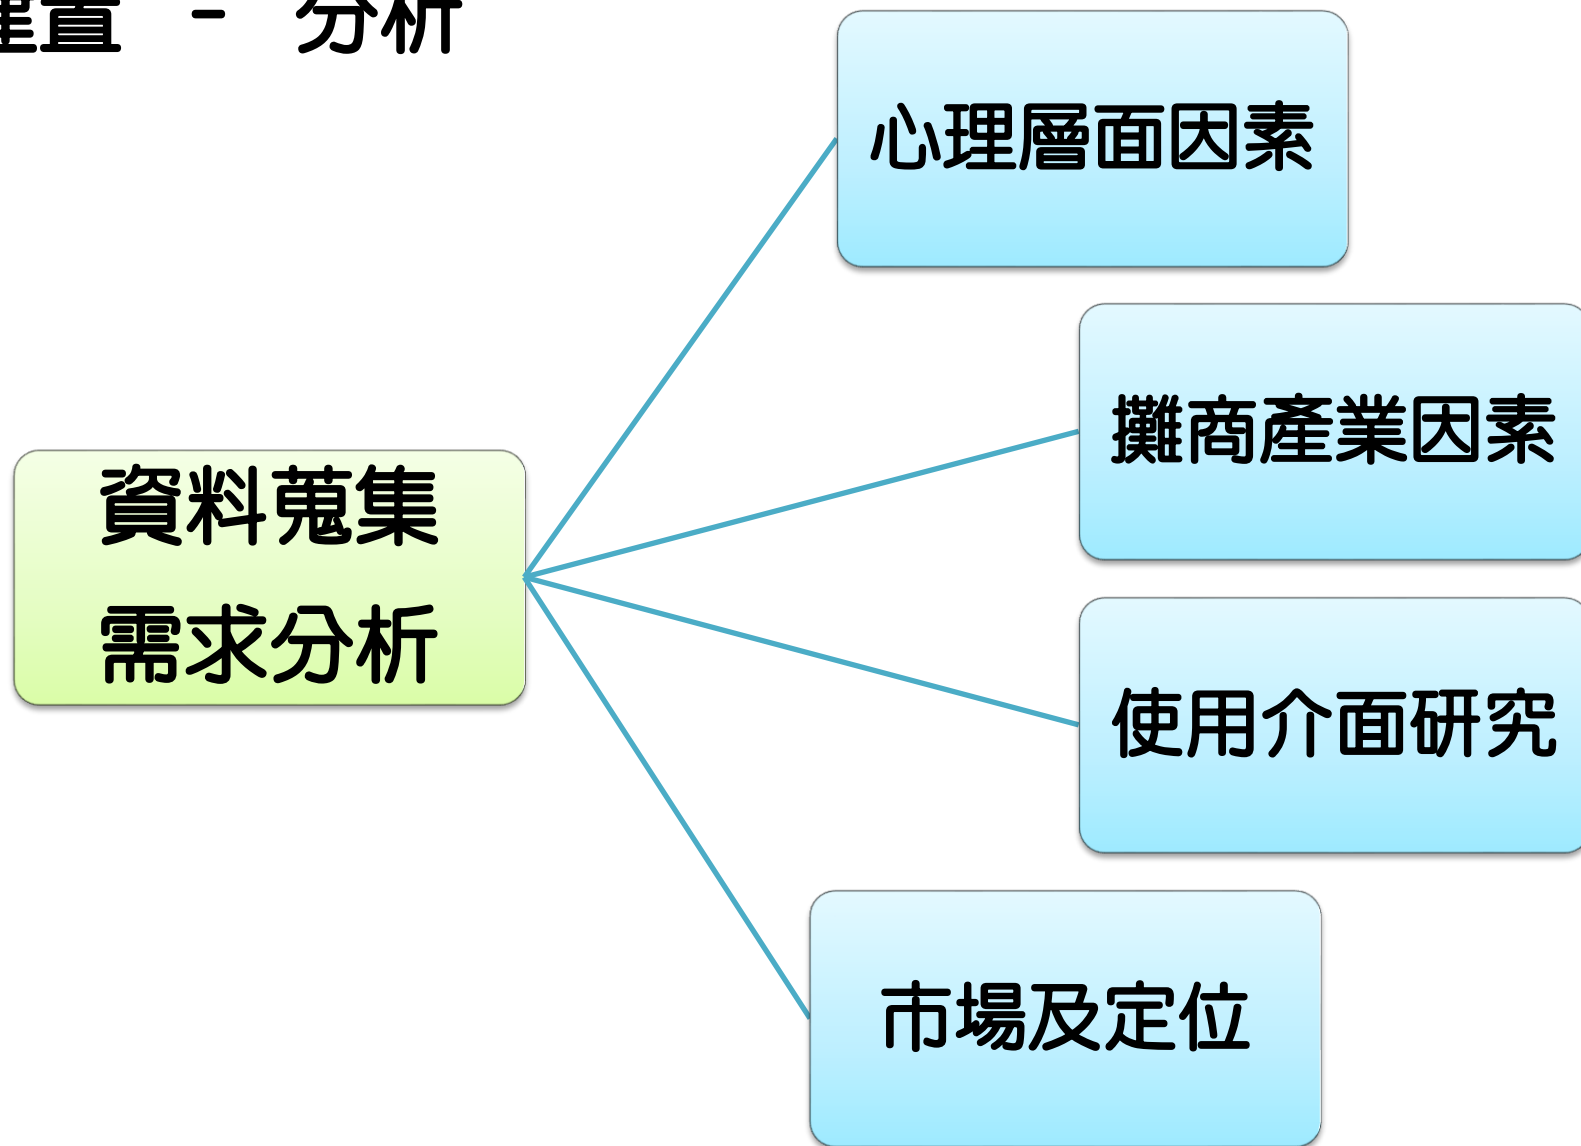 置 - 分析
心理層面因素
攤商產業因素
資料蒐集
需求分析
使用介面研究
市場及定位